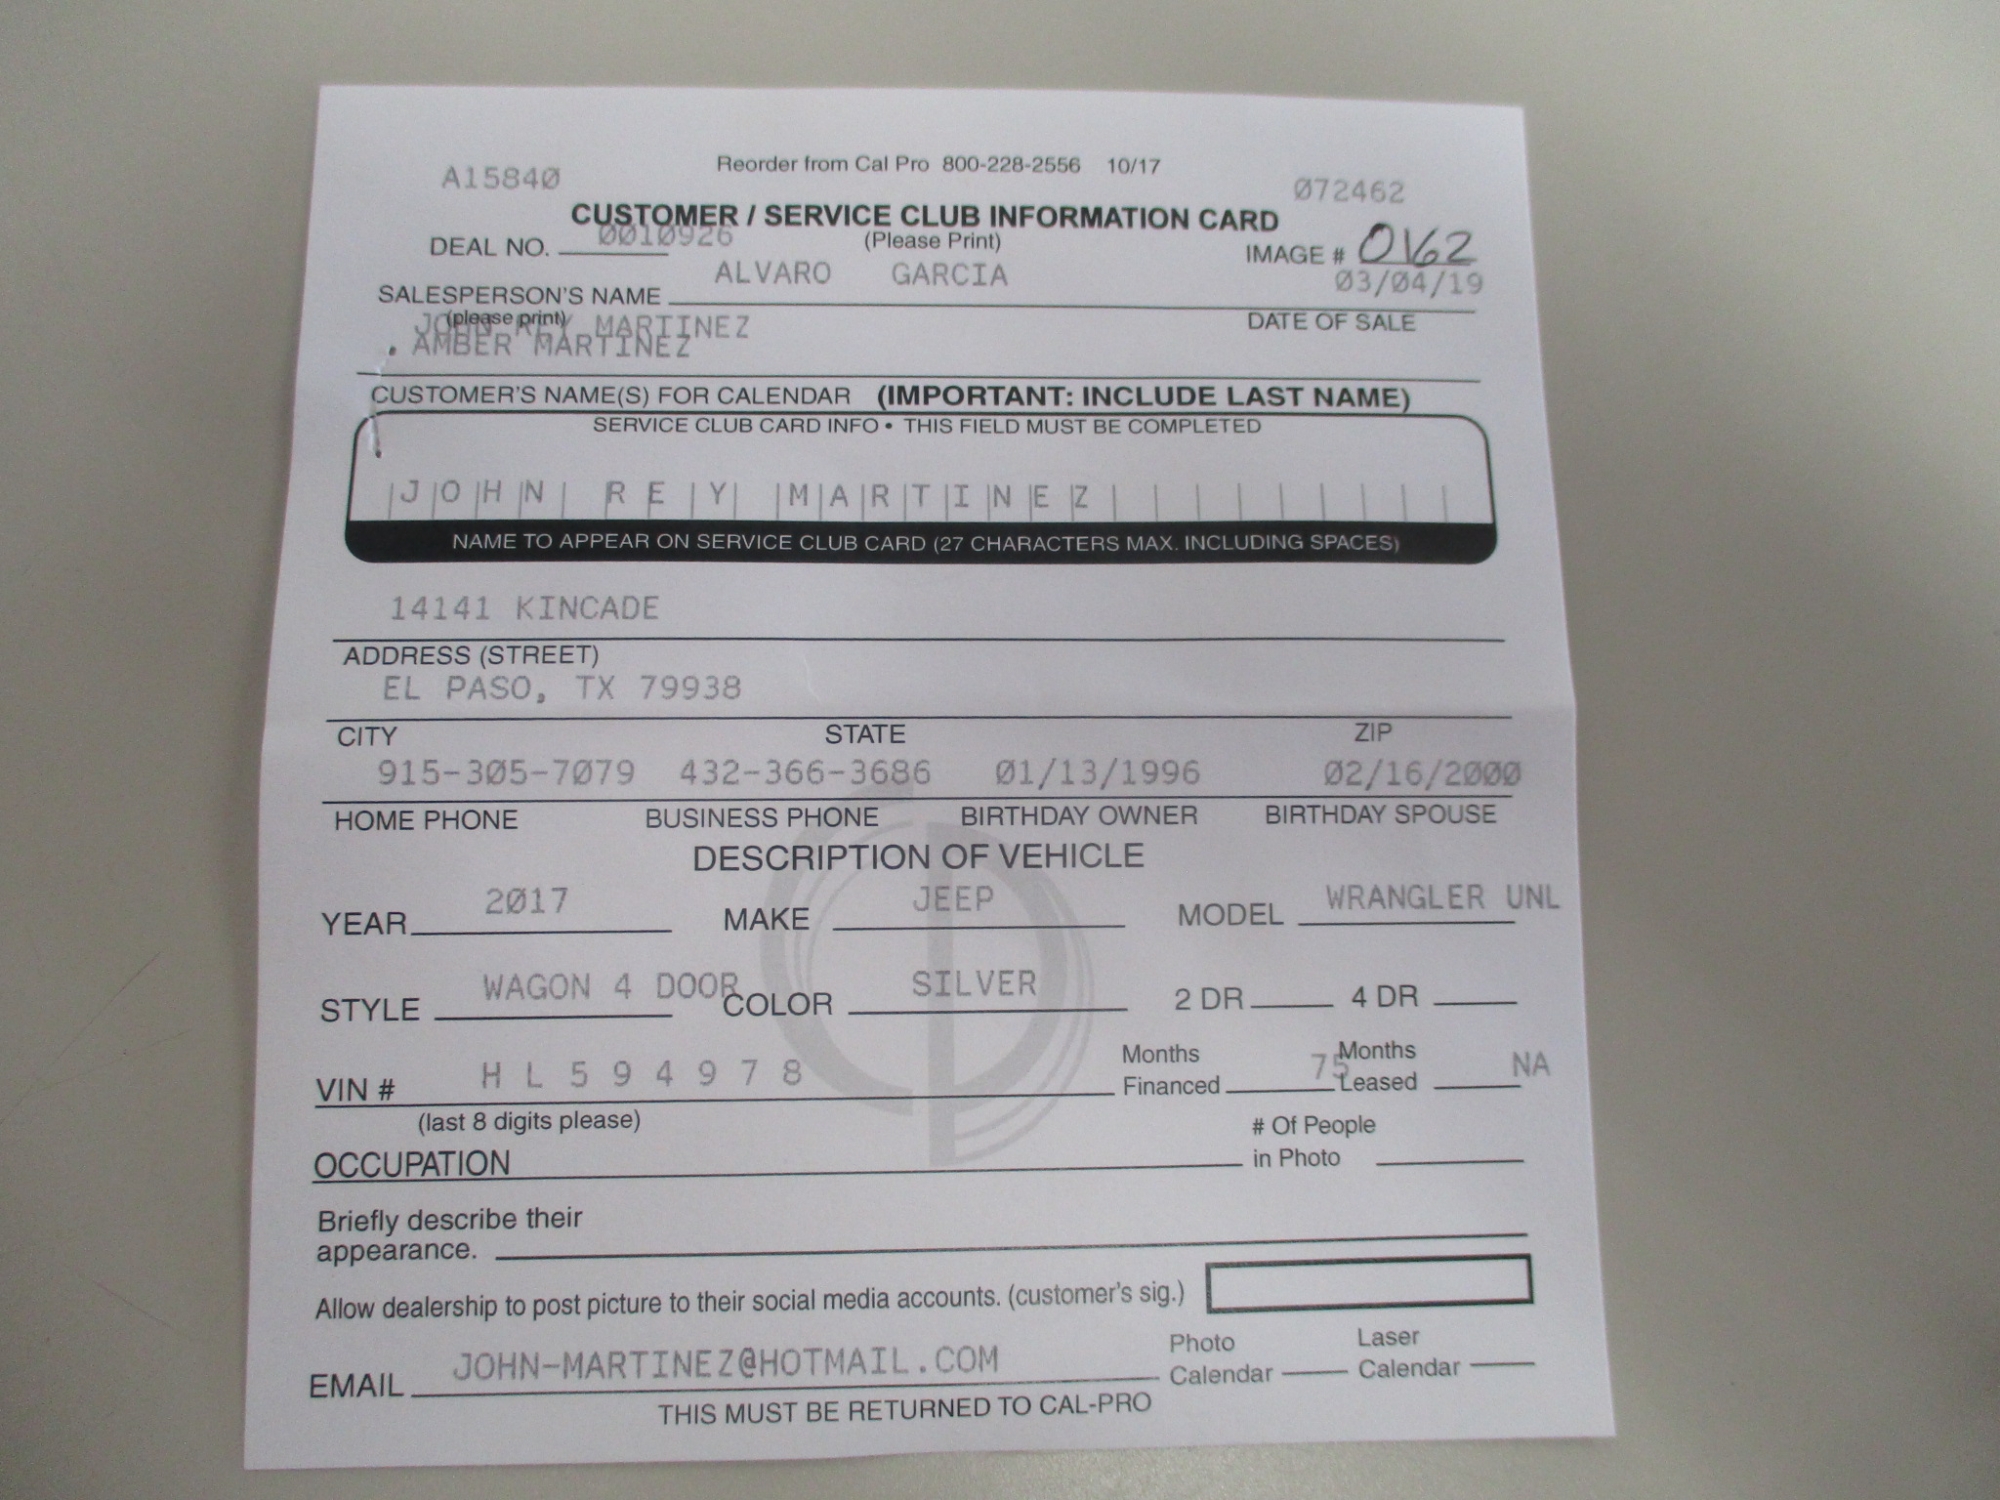 Reorder from Cal Pro 800-228-2556 10/17
A15840 072462
CUSTOMER / SERVICE CLUB INFORMATION CARD
DEAL NO. 0010926 (Please Print) IMAGE # 0162
ALVARO GARCIA 03/04/19
SALESPERSON'S NAME DATE OF SALE
(please print)
JOHN REY MARTINEZ
AMBER MARTINEZ
CUSTOMER'S NAME(S) FOR CALENDAR (IMPORTANT: INCLUDE LAST NAME)
SERVICE CLUB CARD INFO • THIS FIELD MUST BE COMPLETED
JOHN REY MARTINEZ
NAME TO APPEAR ON SERVICE CLUB CARD (27 CHARACTERS MAX. INCLUDING SPACES)
14141 KINCADE
ADDRESS (STREET)
EL PASO, TX 79938
CITY STATE ZIP
915-305-7079 432-366-3686 01/13/1996 02/16/2000
HOME PHONE BUSINESS PHONE BIRTHDAY OWNER BIRTHDAY SPOUSE
DESCRIPTION OF VEHICLE
YEAR 2017 MAKE JEEP MODEL WRANGLER UNL
STYLE WAGON 4 DOOR COLOR SILVER 2 DR 4 DR
VIN # HL594978 Months Financed 75 Months Leased NA
(last 8 digits please)
OCCUPATION # Of People in Photo
Briefly describe their
appearance.
Allow dealership to post picture to their social media accounts. (customer's sig.)
EMAIL JOHN-MARTINEZ@HOTMAIL.COM Photo Calendar Laser Calendar
THIS MUST BE RETURNED TO CAL-PRO